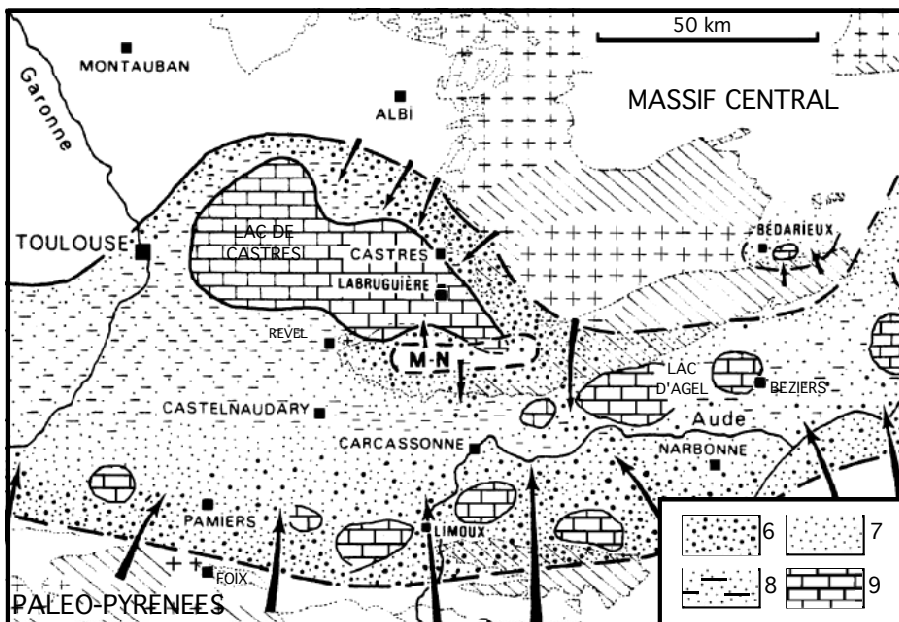 50 km
MONTAUBAN
Garonne
ALBi
MASSIF CENTRAL
BÉDARIEUX
TOULOUSE
LAC DE
CASTRES
CASTRES
LABRUGUIÈRE
REVEL
M-N
LAC
D'AGEL
BEZIERS
CASTELNAUDARY
Aude
CARCASSONNE
NARBONNE
PAMIERS
LIMOUX
FOIX
PALEO-PYRENEES
6
7
8
9